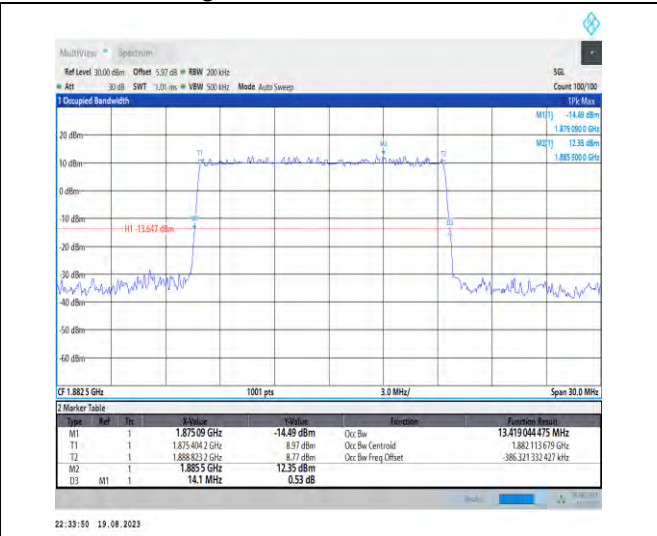 MultiView Spectrum
Ref Level 30.00 dBm Offset 5.97 dB RBW 200 kHz SGL
Att 30 dB SWT 1.01 ms VBW 500 kHz Mode Auto Sweep Count 100/100
1 Occupied Bandwidth 1Pk Max
M1[1] -14.49 dBm
1.875 090 0 GHz
20 dBm
M2[1] 12.35 dBm
1.885 500 0 GHz
M2
T1 T2
10 dBm
0 dBm
-10 dBm
D3
H1 -13.647 dBm
-20 dBm
-30 dBm
-40 dBm
-50 dBm
-60 dBm
CF 1.882 5 GHz 1001 pts 3.0 MHz/ Span 30.0 MHz
2 Marker Table
Type Ref Trc X-Value Y-Value Function Function Result
M1 1 1.875 09 GHz -14.49 dBm Occ Bw 13.419 044 475 MHz
T1 1 1.875 404 2 GHz 8.97 dBm Occ Bw Centroid 1.882 113 679 GHz
T2 1 1.888 823 2 GHz 8.77 dBm Occ Bw Freq Offset -386.321 332 427 kHz
M2 1 1.885 5 GHz 12.35 dBm
D3 M1 1 14.1 MHz 0.53 dB
22:33:50 19.08.2023